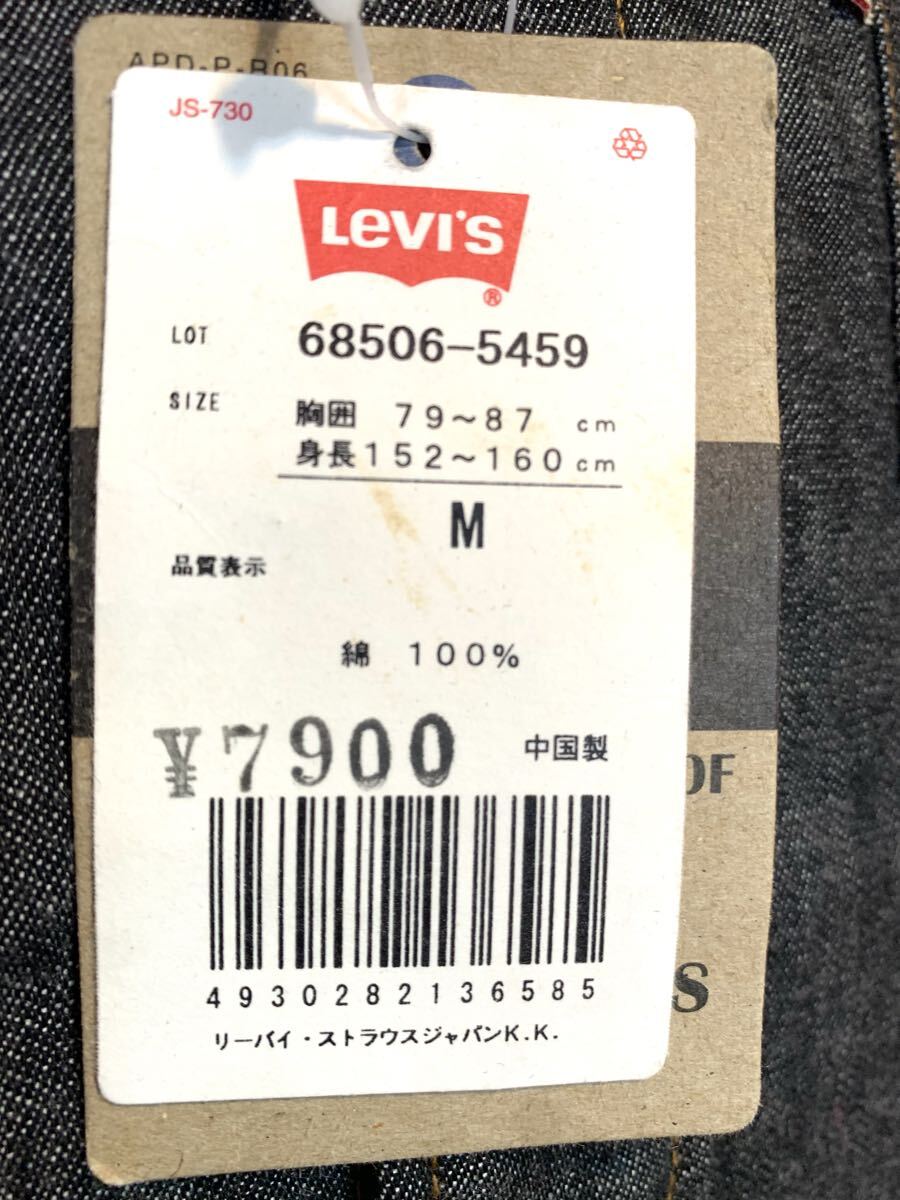 APD-P-R06
JS-730
LEVI'S
®
LOT 68506-5459
SIZE 胸囲 79~87 cm
身長152~160cm
M
品質表示
綿 100%
¥7900 中国製
OF
4930282136585
S
リーバイ・ストラウスジャパンK.K.